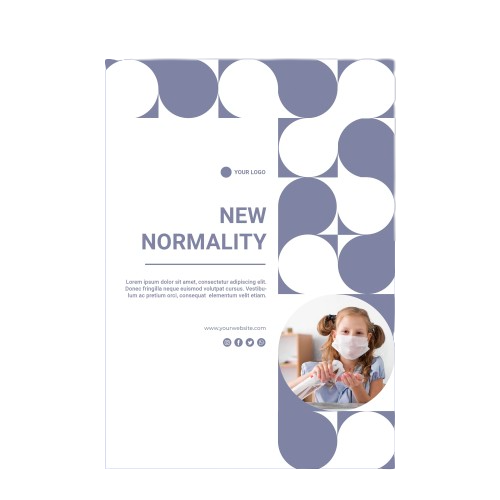 YOUR LOGO
NEW
NORMALITY
Lorem ipsum dolor sit amet, consectetur adipiscing elit.
Donec fringilla neque euismod volutpat cursus. Vestibu-
lum ac pretium orci, consequat elementum velit etiam.
www.yourwebsite.com